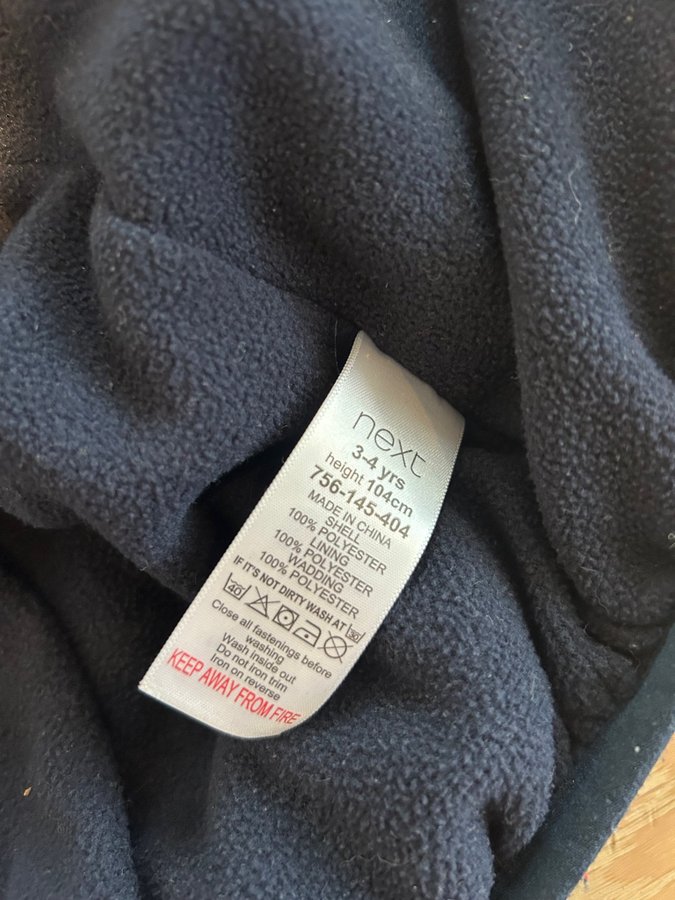 next
3-4 yrs
height 104cm
756-145-404
MADE IN CHINA
SHELL
100% POLYESTER
LINING
100% POLYESTER
WADDING
100% POLYESTER
IF IT'S NOT DIRTY WASH AT 30
40
Close all fastenings before
washing
Wash inside out
Do not iron trim
Iron on reverse
KEEP AWAY FROM FIRE